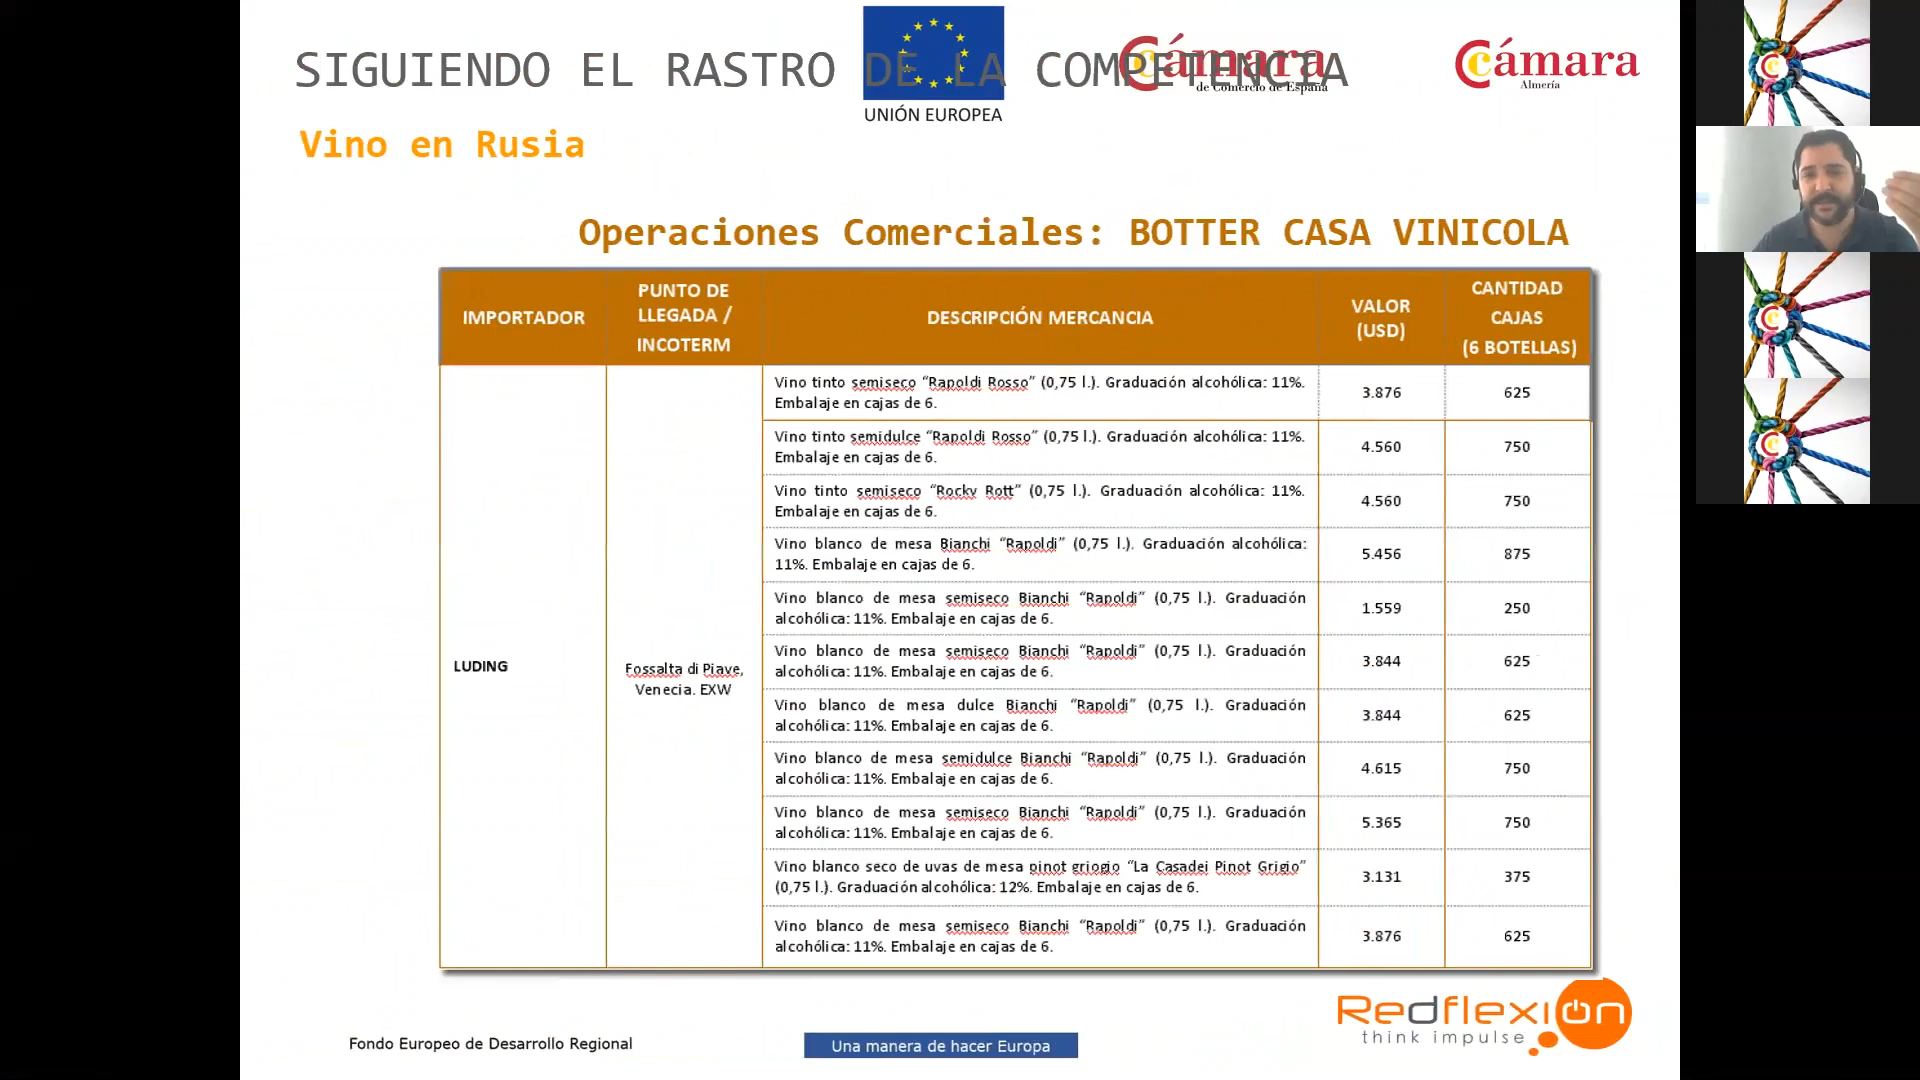 SIGUIENDO EL RASTRO DE LA COMPETENCIA
UNIÓN EUROPEA
Cámara
de Comercio de España
Cámara
Almería
Vino en Rusia
Operaciones Comerciales: BOTTER CASA VINICOLA
IMPORTADOR
PUNTO DE
LLEGADA /
INCOTERM
DESCRIPCIÓN MERCANCIA
VALOR
(USD)
CANTIDAD
CAJAS
(6 BOTELLAS)
LUDING
Fossalta di Piave,
Venecia. EXW
Vino tinto semiseco “Rapoldi Rosso” (0,75 l.). Graduación alcohólica: 11%.
Embalaje en cajas de 6.
3.876
625
Vino tinto semidulce “Rapoldi Rosso” (0,75 l.). Graduación alcohólica: 11%.
Embalaje en cajas de 6.
4.560
750
Vino tinto semiseco “Rocky Rott” (0,75 l.). Graduación alcohólica: 11%.
Embalaje en cajas de 6.
4.560
750
Vino blanco de mesa Bianchi “Rapoldi” (0,75 l.). Graduación alcohólica:
11%. Embalaje en cajas de 6.
5.456
875
Vino blanco de mesa semiseco Bianchi “Rapoldi” (0,75 l.). Graduación
alcohólica: 11%. Embalaje en cajas de 6.
1.559
250
Vino blanco de mesa semiseco Bianchi “Rapoldi” (0,75 l.). Graduación
alcohólica: 11%. Embalaje en cajas de 6.
3.844
625
Vino blanco de mesa dulce Bianchi “Rapoldi” (0,75 l.). Graduación
alcohólica: 11%. Embalaje en cajas de 6.
3.844
625
Vino blanco de mesa semidulce Bianchi “Rapoldi” (0,75 l.). Graduación
alcohólica: 11%. Embalaje en cajas de 6.
4.615
750
Vino blanco de mesa semiseco Bianchi “Rapoldi” (0,75 l.). Graduación
alcohólica: 11%. Embalaje en cajas de 6.
5.365
750
Vino blanco seco de uvas de mesa pinot griogio “La Casadei Pinot Grigio”
(0,75 l.). Graduación alcohólica: 12%. Embalaje en cajas de 6.
3.131
375
Vino blanco de mesa semiseco Bianchi “Rapoldi” (0,75 l.). Graduación
alcohólica: 11%. Embalaje en cajas de 6.
3.876
625
Redflexion
think impulse
Fondo Europeo de Desarrollo Regional
Una manera de hacer Europa